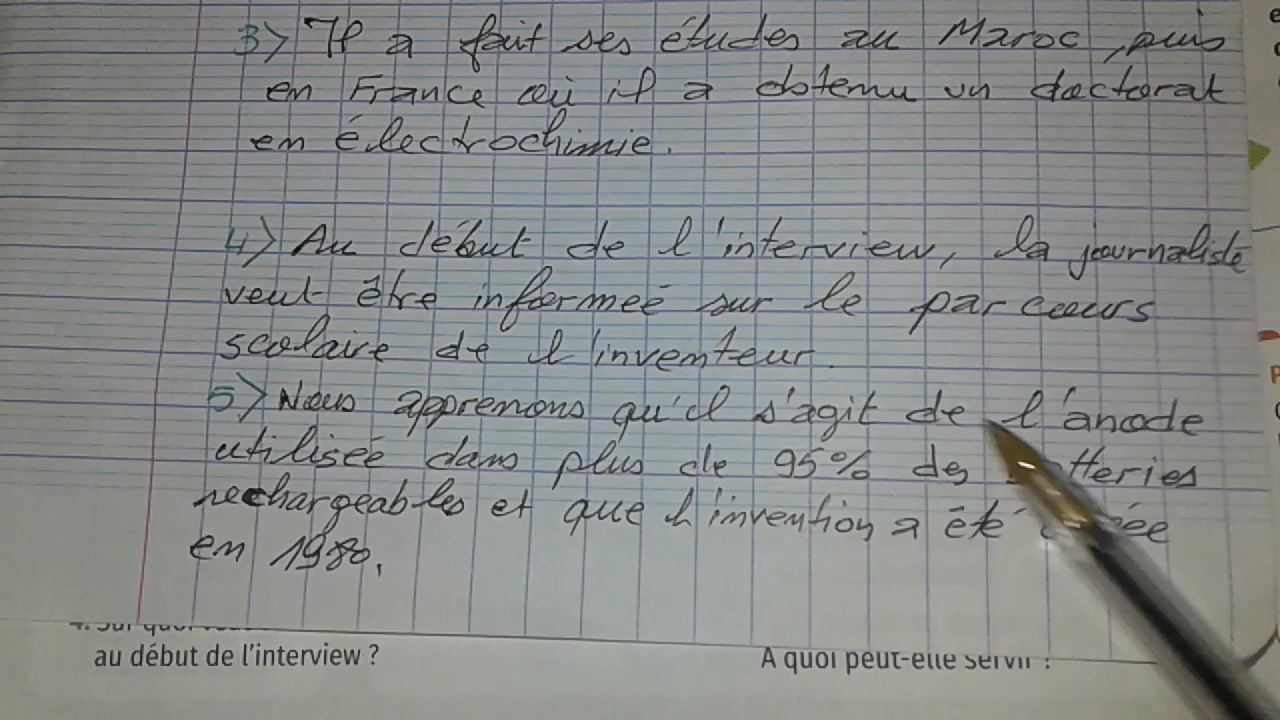 3) Il a fait ses études au Maroc, puis
en France où il a obtenu un doctorat
en électrochimie.
4) Au début de l'interview, la journaliste
veut être informeé sur le parcours
scolaire de l'inventeur.
5) Nous apprenons qu'il s'agit de l'anode
utilisée dans plus de 95% des
rechargeables et que l'invention a été
en 1980.
au début de l'interview ?
A quoi peut-elle servir ?